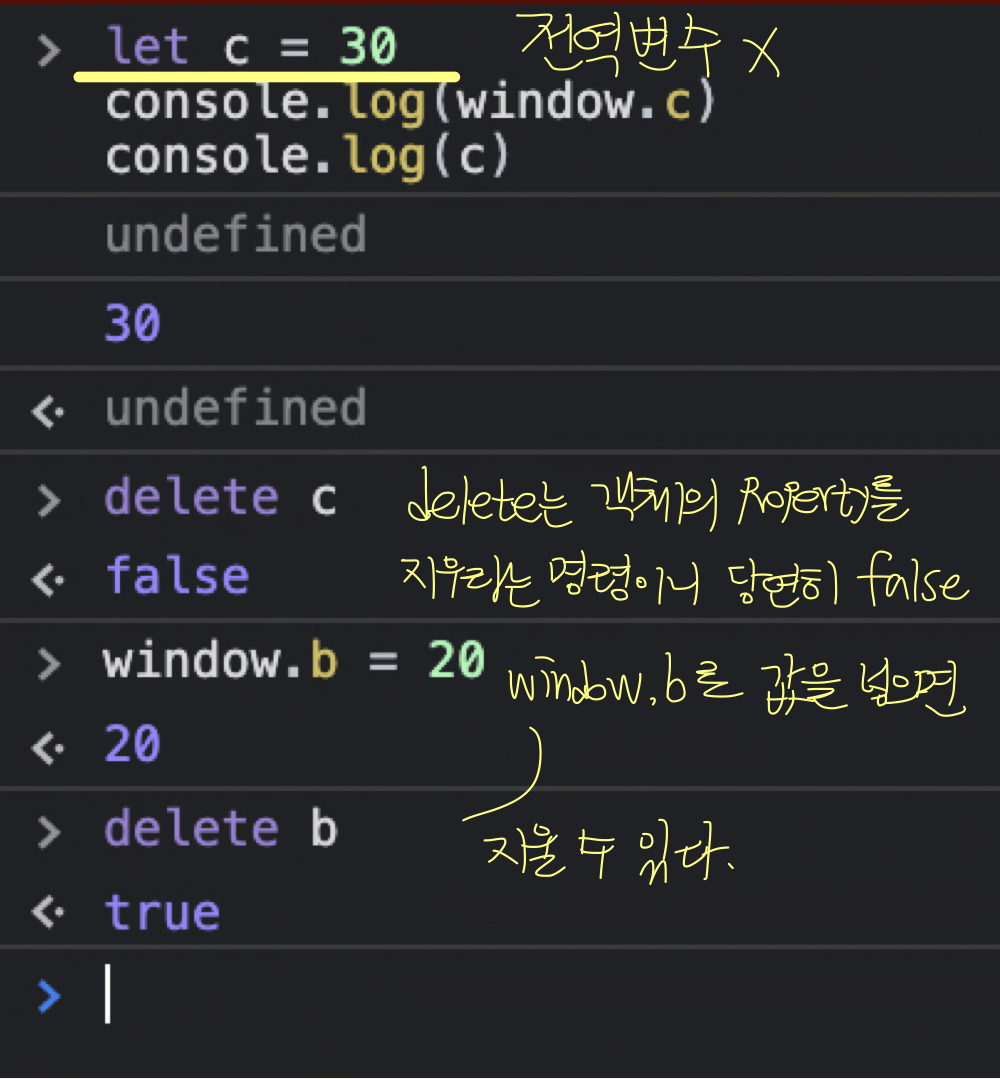 > let c = 30 전역변수 X
console.log(window.c)
console.log(c)
undefined
30
<· undefined
> delete c delete는 객체의 Property를
<· false 지우라는 명령이니 당연히 false
> window.b = 20 window.b로 값을 넣으면
<· 20
> delete b 지울 수 있다.
<· true
>